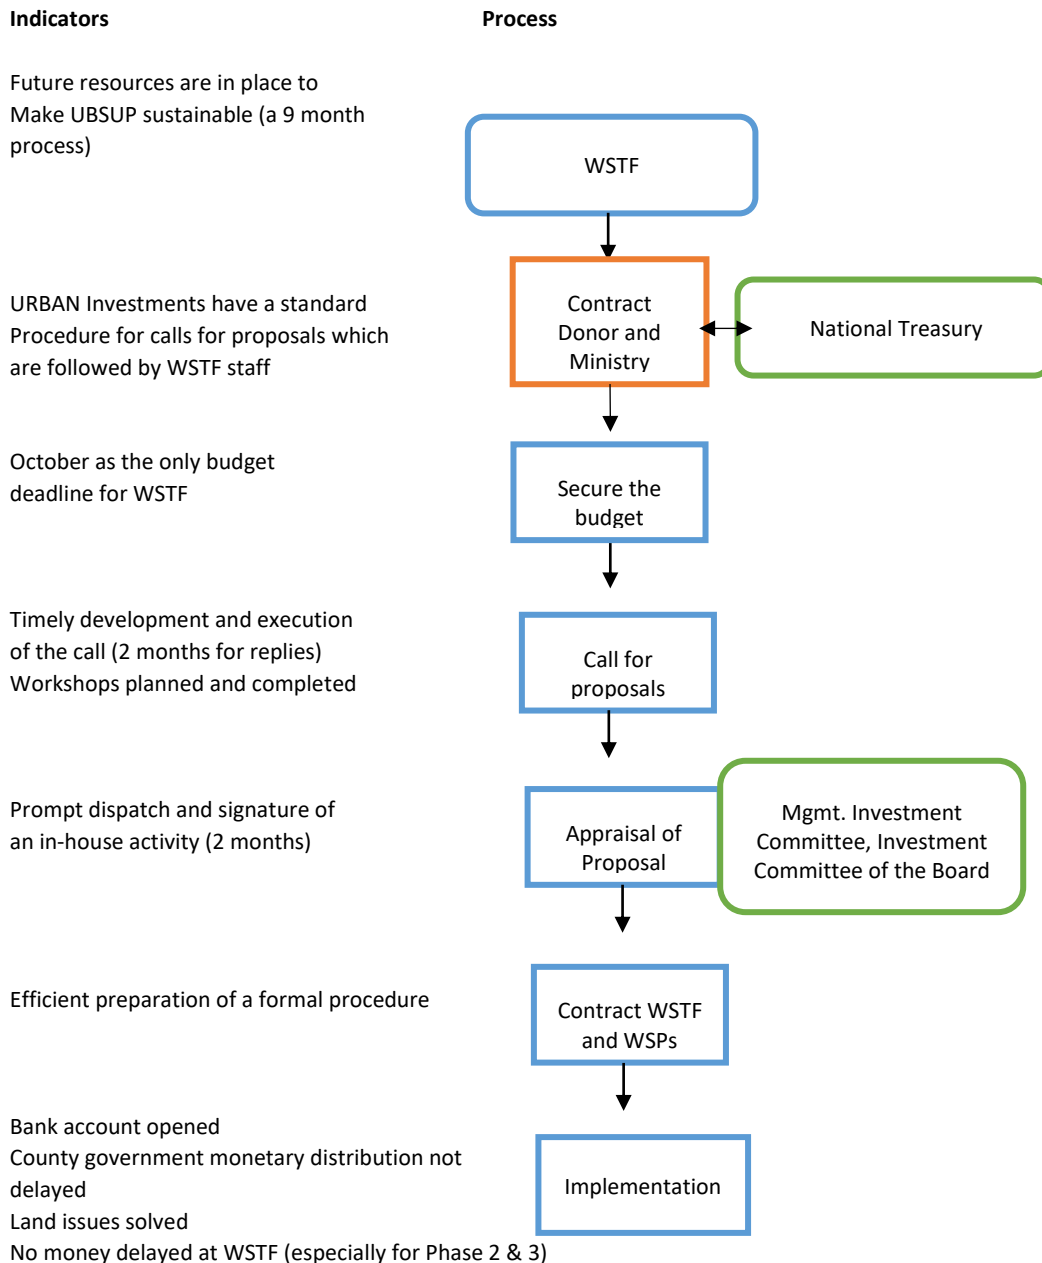 Indicators
Process
Future resources are in place to
Make UBSUP sustainable (a 9 month
process)
WSTF
URBAN Investments have a standard
Procedure for calls for proposals which
are followed by WSTF staff
Contract
Donor and
Ministry
National Treasury
October as the only budget
deadline for WSTF
Secure the
budget
Timely development and execution
of the call (2 months for replies)
Workshops planned and completed
Call for
proposals
Prompt dispatch and signature of
an in-house activity (2 months)
Appraisal of
Proposal
Mgmt. Investment
Committee, Investment
Committee of the Board
Efficient preparation of a formal procedure
Contract WSTF
and WSPs
Bank account opened
County government monetary distribution not
delayed
Land issues solved
No money delayed at WSTF (especially for Phase 2 & 3)
Implementation